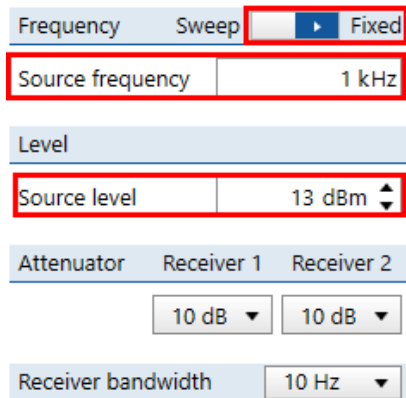 Frequency Sweep Fixed
Source frequency 1 kHz
Level
Source level 13 dBm
Attenuator Receiver 1 Receiver 2
10 dB 10 dB
Receiver bandwidth 10 Hz